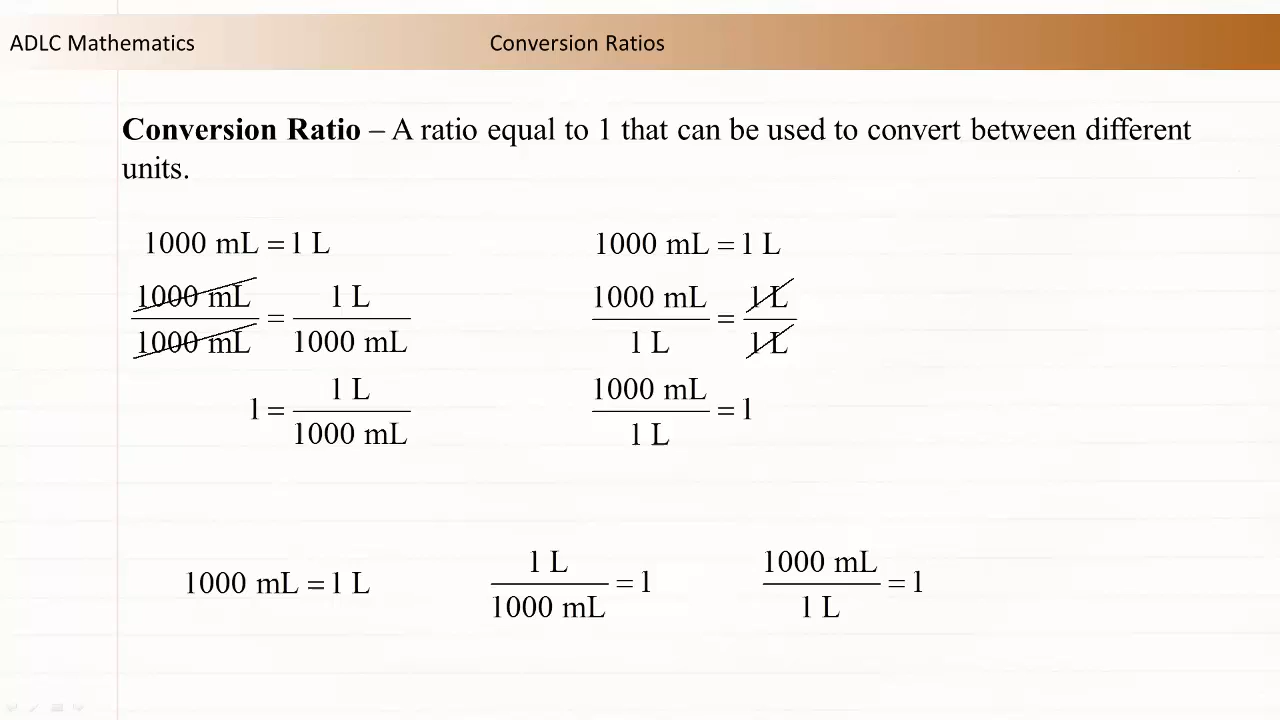 ADLC Mathematics
Conversion Ratios
Conversion Ratio – A ratio equal to 1 that can be used to convert between different
units.
1000 mL = 1 L
1000 mL / 1000 mL = 1 L / 1000 mL
1 = 1 L / 1000 mL
1000 mL = 1 L
1000 mL / 1 L = 1 L / 1 L
1000 mL / 1 L = 1
1000 mL = 1 L
1 L / 1000 mL = 1
1000 mL / 1 L = 1